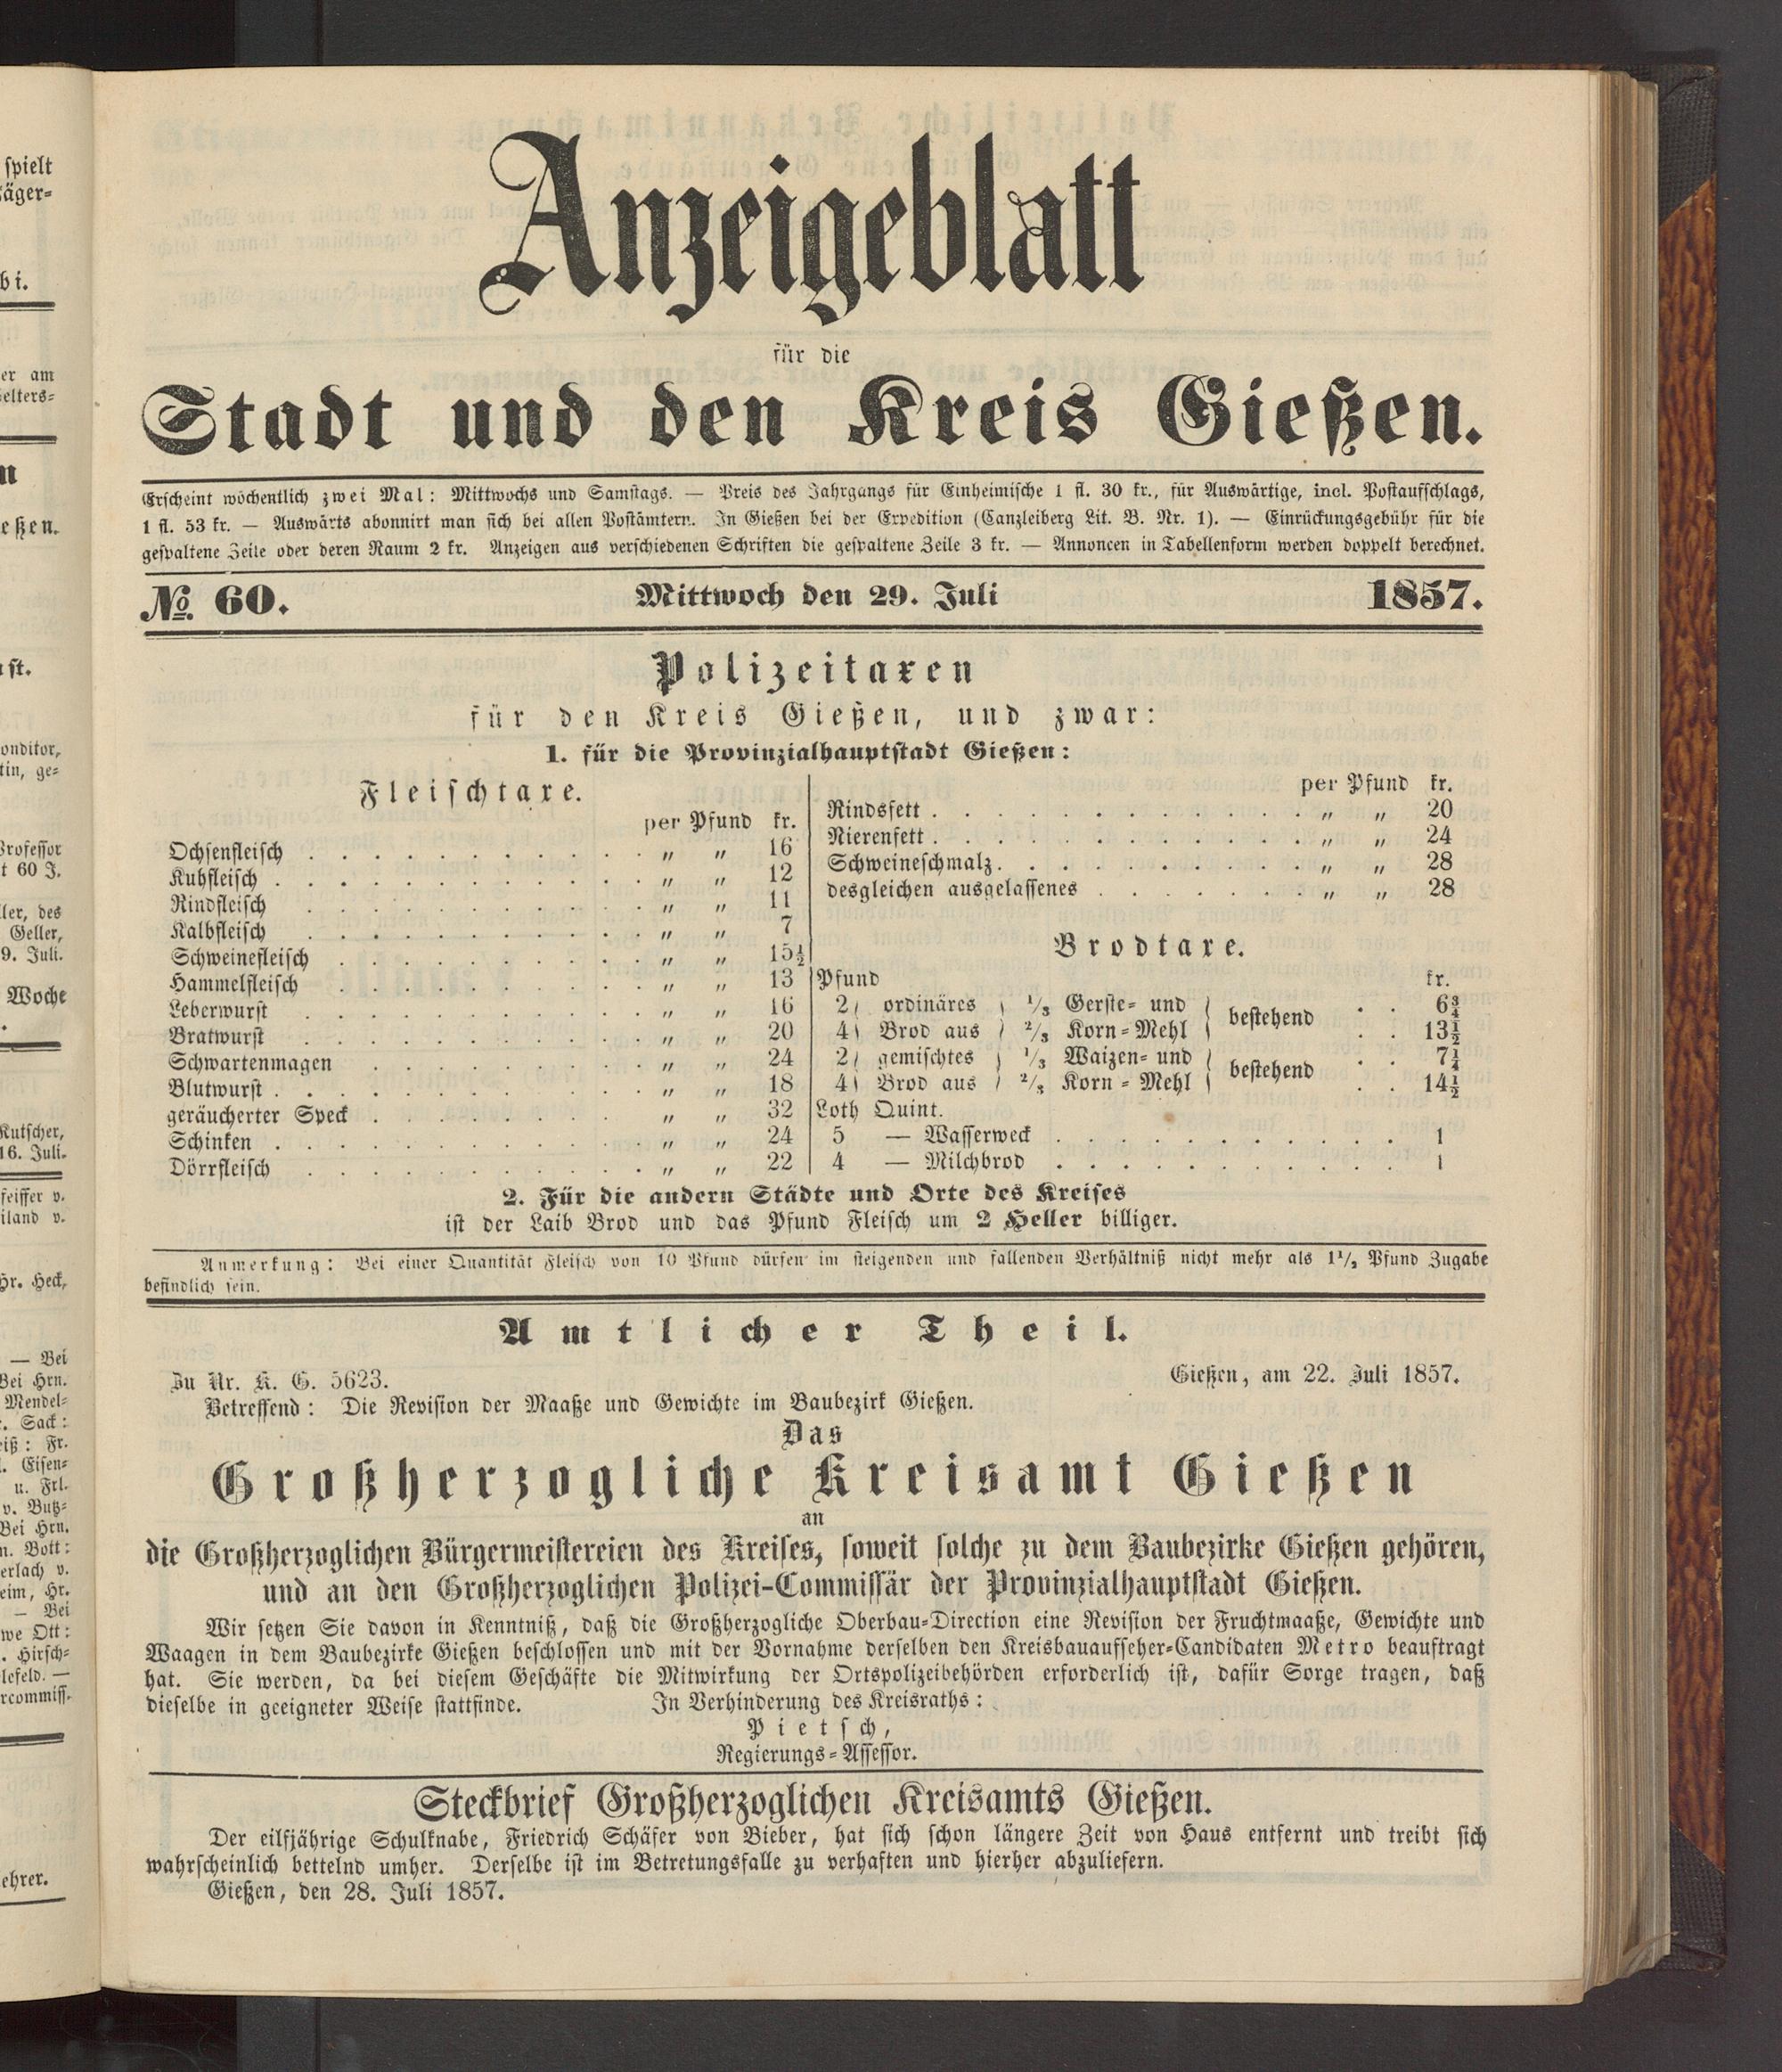 Anzeigeblatt
für die
Stadt und den Kreis Gießen.
Erscheint wöchentlich zwei Mal: Mittwochs und Samstags. — Preis des Jahrgangs für Einheimische 1 fl. 30 kr., für Auswärtige, incl. Postaufschlags,
1 fl. 53 kr. — Auswärts abonnirt man sich bei allen Postämtern. In Gießen bei der Expedition (Canzleiberg Lit. B. Nr. 1). — Einrückungsgebühr für die
gespaltene Zeile oder deren Raum 2 kr. Anzeigen aus verschiedenen Schriften die gespaltene Zeile 3 kr. — Annoncen in Tabellenform werden doppelt berechnet.
№ 60. Mittwoch den 29. Juli 1857.
Polizeitaxen
für den Kreis Gießen, und zwar:
1. für die Provinzialhauptstadt Gießen:
Fleischtaxe.
per Pfund kr.
Ochsenfleisch . . . . . . . . . . „ „ 16
Kuhfleisch . . . . . . . . . . . „ „ 12
Rindfleisch . . . . . . . . . . „ „ 11
Kalbfleisch . . . . . . . . . . „ „ 7
Schweinefleisch . . . . . . . . . „ „ 15½
Hammelfleisch . . . . . . . . . „ „ 13
Leberwurst . . . . . . . . . . „ „ 16
Bratwurst . . . . . . . . . . „ „ 20
Schwartenmagen . . . . . . . . „ „ 24
Blutwurst . . . . . . . . . . . „ „ 18
geräucherter Speck . . . . . . . . „ „ 32
Schinken . . . . . . . . . . . „ „ 24
Dörrfleisch . . . . . . . . . . „ „ 22
per Pfund kr.
Rindsfett . . . . . . . . . . . . „ „ 20
Nierenfett . . . . . . . . . . . . „ „ 24
Schweineschmalz . . . . . . . . . . „ „ 28
desgleichen ausgelassenes . . . . . . . „ „ 28
Brodtaxe.
Pfund kr.
2 ordinäres 1/3 Gerste- und bestehend . . 6¾
4 Brod aus 2/3 Korn-Mehl . . 13½
2 gemischtes 1/3 Waizen- und bestehend . . 7¼
4 Brod aus 2/3 Korn-Mehl . . 14½
Loth Quint.
5 — Wasserweck . . . . . . . . . . . 1
4 — Milchbrod . . . . . . . . . . . 1
2. Für die andern Städte und Orte des Kreises
ist der Laib Brod und das Pfund Fleisch um 2 Heller billiger.
Anmerkung: Bei einer Quantität Fleisch von 10 Pfund dürfen im steigenden und fallenden Verhältniß nicht mehr als 1½ Pfund Zugabe
befindlich sein.
Amtlicher Theil.
Zu Nr. K. G. 5623. Gießen, am 22. Juli 1857.
Betreffend: Die Revision der Maaße und Gewichte im Baubezirk Gießen.
Das
Großherzogliche Kreisamt Gießen
an
die Großherzoglichen Bürgermeistereien des Kreises, soweit solche zu dem Baubezirke Gießen gehören,
und an den Großherzoglichen Polizei-Commissär der Provinzialhauptstadt Gießen.
Wir setzen Sie davon in Kenntniß, daß die Großherzogliche Oberbau-Direction eine Revision der Fruchtmaaße, Gewichte und
Waagen in dem Baubezirke Gießen beschlossen und mit der Vornahme derselben den Kreisbauaufseher-Candidaten Metro beauftragt
hat. Sie werden, da bei diesem Geschäfte die Mitwirkung der Ortspolizeibehörden erforderlich ist, dafür Sorge tragen, daß
dieselbe in geeigneter Weise stattfinde. In Verhinderung des Kreisraths:
Pietsch,
Regierungs-Assessor.
Steckbrief Großherzoglichen Kreisamts Gießen.
Der eilfjährige Schulknabe, Friedrich Schäfer von Bieber, hat sich schon längere Zeit von Haus entfernt und treibt sich
wahrscheinlich bettelnd umher. Derselbe ist im Betretungsfalle zu verhaften und hierher abzuliefern.
Gießen, den 28. Juli 1857.